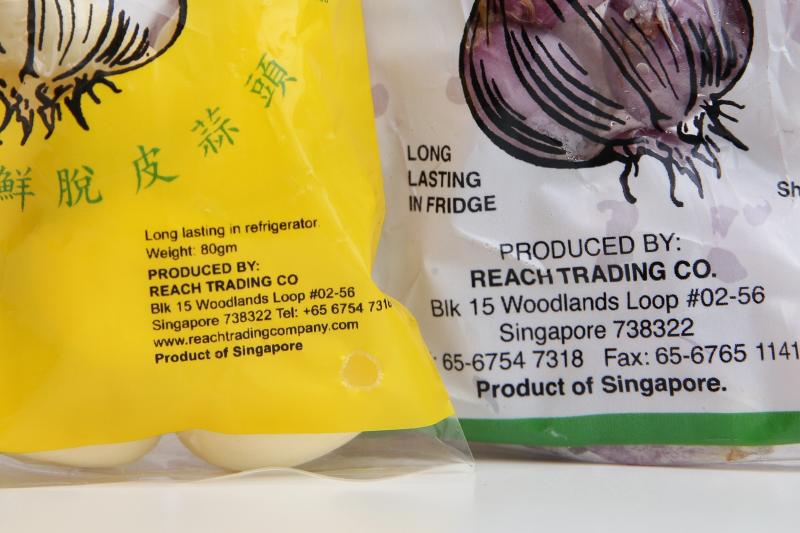 鮮脫皮蒜頭
Long lasting in refrigerator.
Weight: 80gm
PRODUCED BY:
REACH TRADING CO
Blk 15 Woodlands Loop #02-56
Singapore 738322 Tel: +65 6754 731
www.reachtradingcompany.com
Product of Singapore
LONG
LASTING
IN FRIDGE
Sh
PRODUCED BY:
REACH TRADING CO.
Blk 15 Woodlands Loop #02-56
Singapore 738322
: 65-6754 7318 Fax: 65-6765 1141
Product of Singapore.